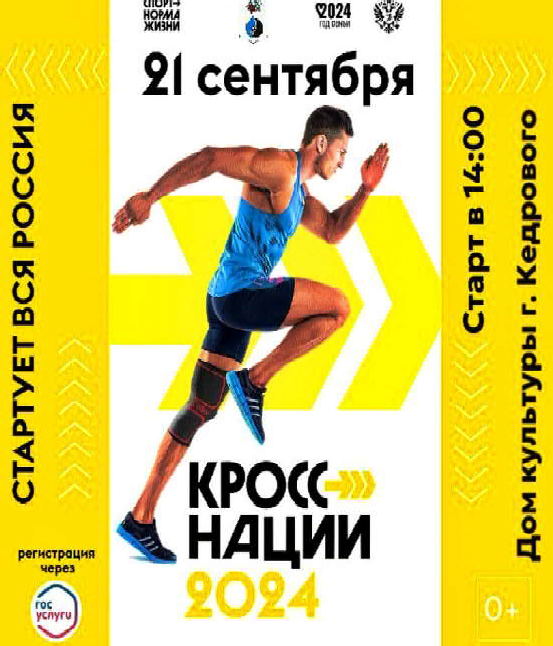 СПОРТ
НОРМА
ЖИЗНИ
2024
ГОД СЕМЬИ
21 сентября
СТАРТУЕТ ВСЯ РОССИЯ
Старт в 14:00
Дом культуры г. Кедрового
КРОСС
НАЦИИ
2024
регистрация
через
гос
услуги
0+